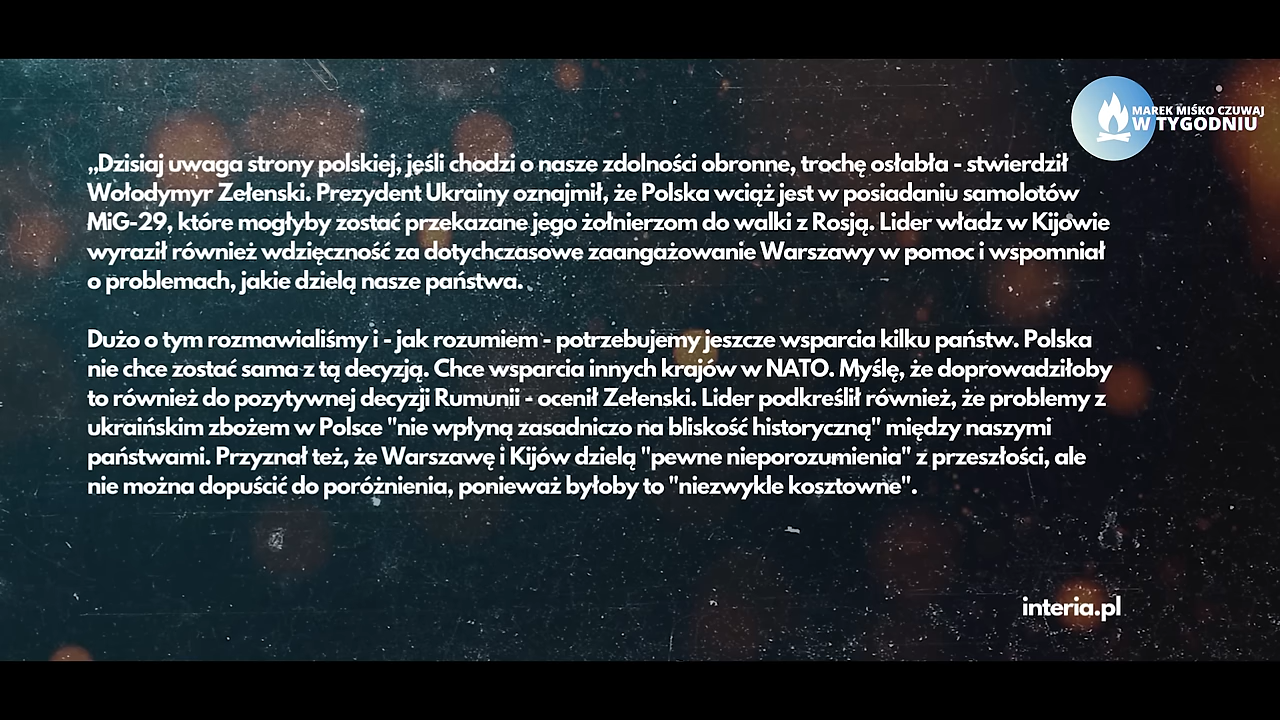 MAREK MIŚKO CZUWAJ
W TYGODNIU
„Dzisiaj uwaga strony polskiej, jeśli chodzi o nasze zdolności obronne, trochę osłabła - stwierdził
Wołodymyr Zełenski. Prezydent Ukrainy oznajmił, że Polska wciąż jest w posiadaniu samolotów
MiG-29, które mogłyby zostać przekazane jego żołnierzom do walki z Rosją. Lider władz w Kijowie
wyraził również wdzięczność za dotychczasowe zaangażowanie Warszawy w pomoc i wspomniał
o problemach, jakie dzielą nasze państwa.
Dużo o tym rozmawialiśmy i - jak rozumiem - potrzebujemy jeszcze wsparcia kilku państw. Polska
nie chce zostać sama z tą decyzją. Chce wsparcia innych krajów w NATO. Myślę, że doprowadziłoby
to również do pozytywnej decyzji Rumunii - ocenił Zełenski. Lider podkreślił również, że problemy z
ukraińskim zbożem w Polsce "nie wpłyną zasadniczo na bliskość historyczną" między naszymi
państwami. Przyznał też, że Warszawę i Kijów dzielą "pewne nieporozumienia" z przeszłości, ale
nie można dopuścić do poróżnienia, ponieważ byłoby to "niezwykle kosztowne".
interia.pl